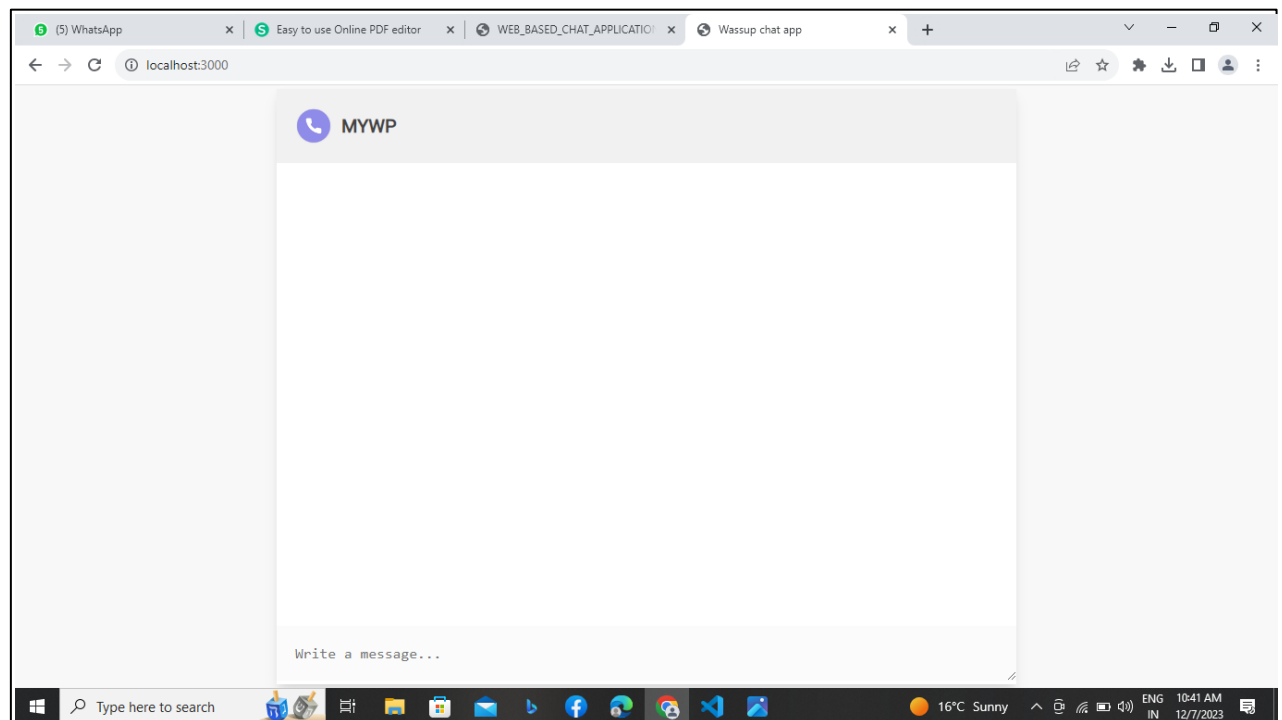 (5) WhatsApp
Easy to use Online PDF editor
WEB_BASED_CHAT_APPLICATIO
Wassup chat app
localhost:3000
MYWP
Write a message...
Type here to search
16°C Sunny
ENG
IN
10:41 AM
12/7/2023